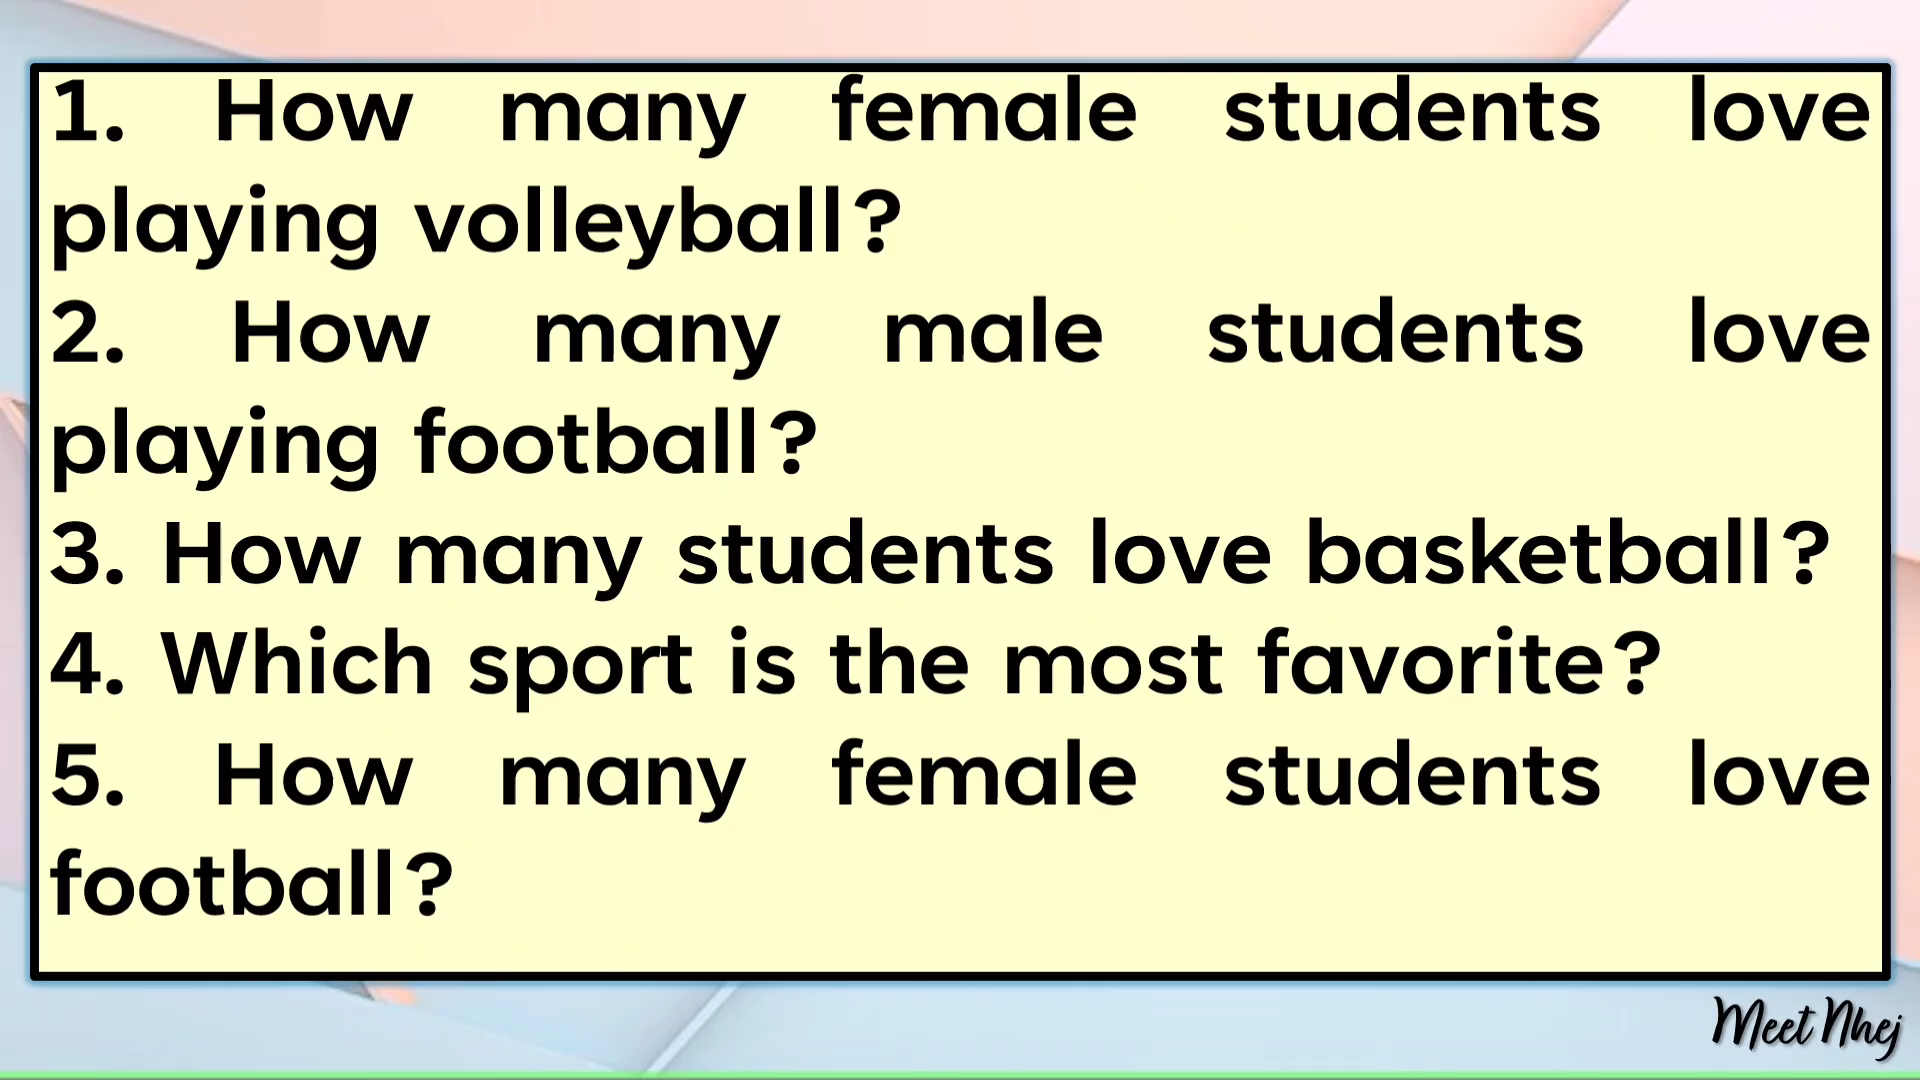 1. How many female students love
playing volleyball?
2. How many male students love
playing football?
3. How many students love basketball?
4. Which sport is the most favorite?
5. How many female students love
football?
Meet Nhej